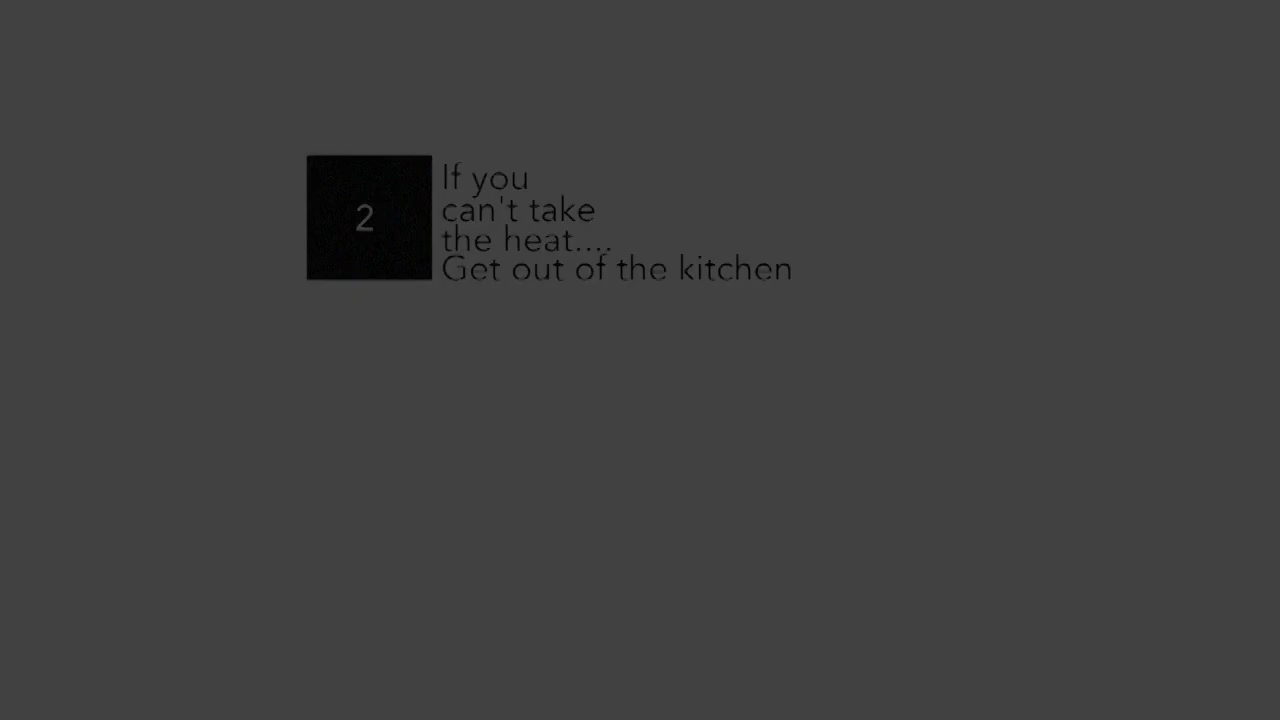 2
If you
can't take
the heat....
Get out of the kitchen